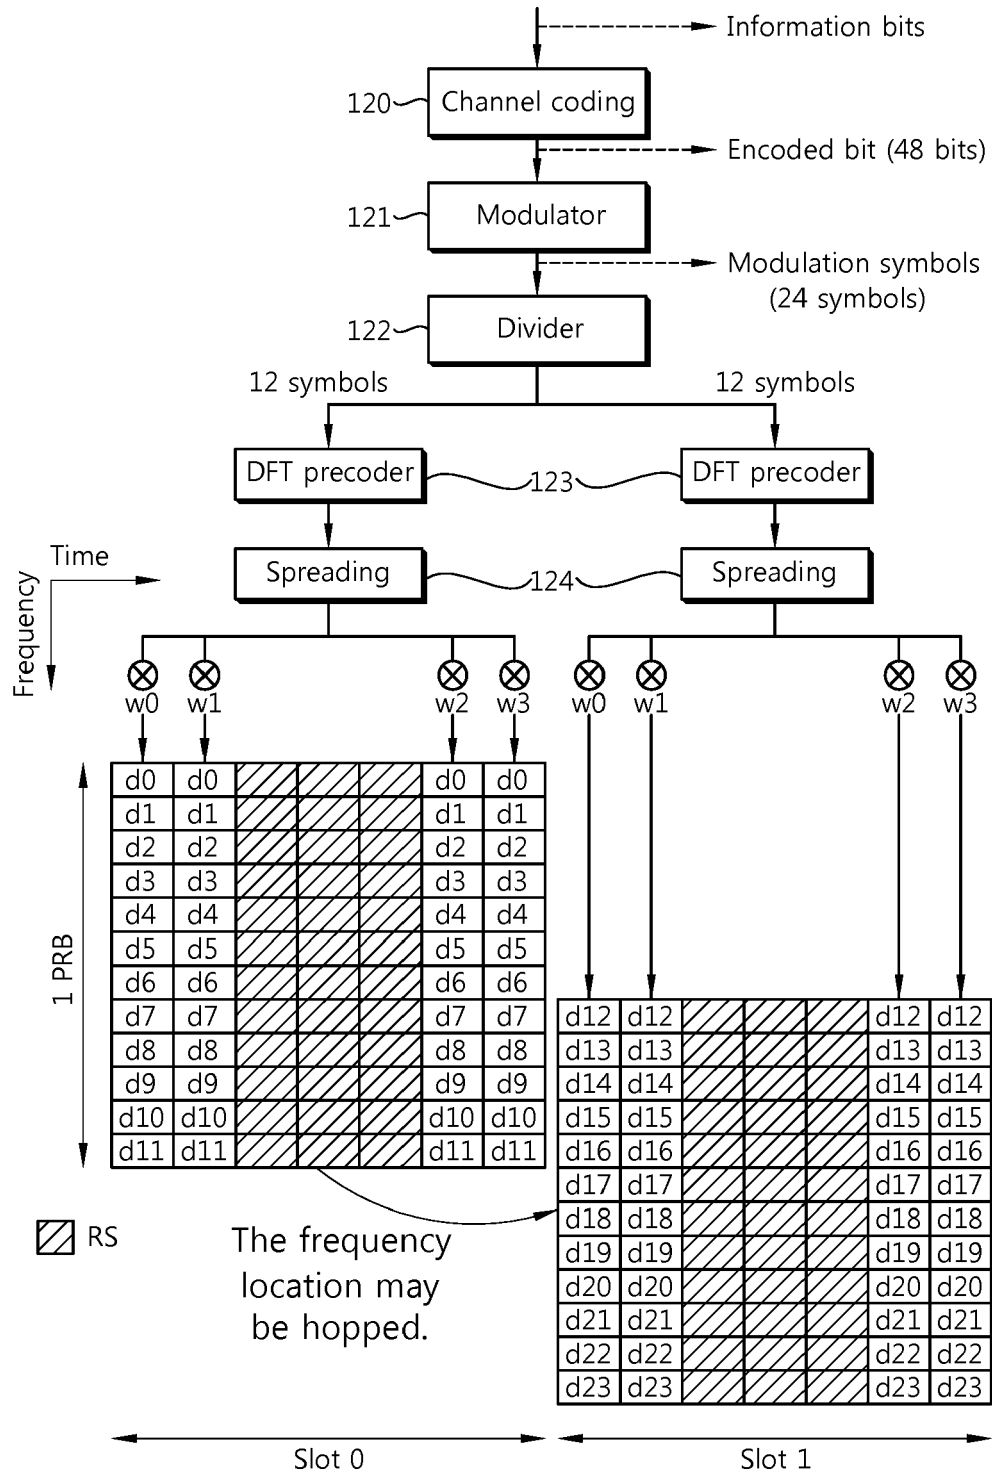 Information bits
120
Channel coding
Encoded bit (48 bits)
121
Modulator
Modulation symbols
(24 symbols)
122
Divider
12 symbols 12 symbols
DFT precoder 123 DFT precoder
Time
Frequency
Spreading 124 Spreading
w0 w1 w2 w3 w0 w1 w2 w3
1 PRB
d0 d0 d0 d0
d1 d1 d1 d1
d2 d2 d2 d2
d3 d3 d3 d3
d4 d4 d4 d4
d5 d5 d5 d5
d6 d6 d6 d6
d7 d7 d7 d7 d12 d12 d12 d12
d8 d8 d8 d8 d13 d13 d13 d13
d9 d9 d9 d9 d14 d14 d14 d14
d10 d10 d10 d10 d15 d15 d15 d15
d11 d11 d11 d11 d16 d16 d16 d16
d17 d17 d17 d17
d18 d18 d18 d18
d19 d19 d19 d19
d20 d20 d20 d20
d21 d21 d21 d21
d22 d22 d22 d22
d23 d23 d23 d23
RS
The frequency
location may
be hopped.
Slot 0 Slot 1